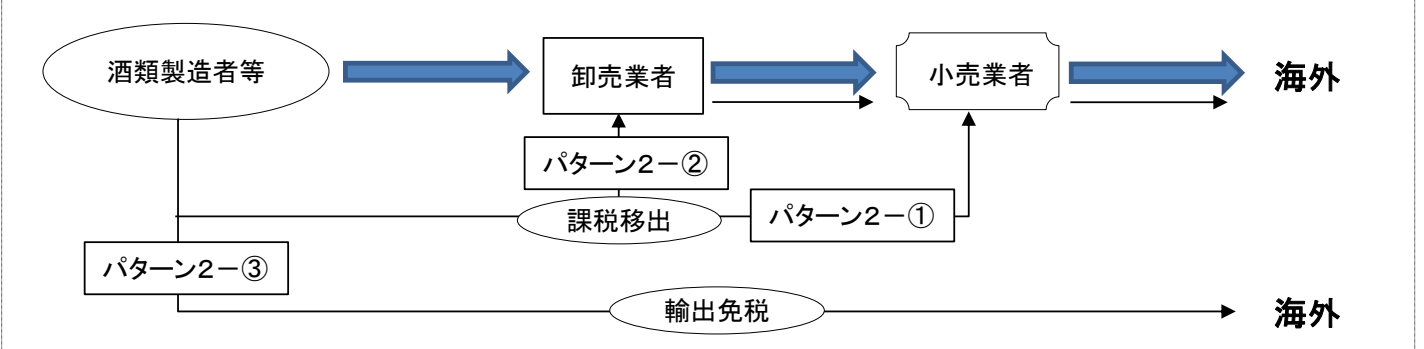 酒類製造者等
卸売業者
小売業者
海外
パターン2－②
課税移出
パターン2－①
パターン2－③
輸出免税
海外